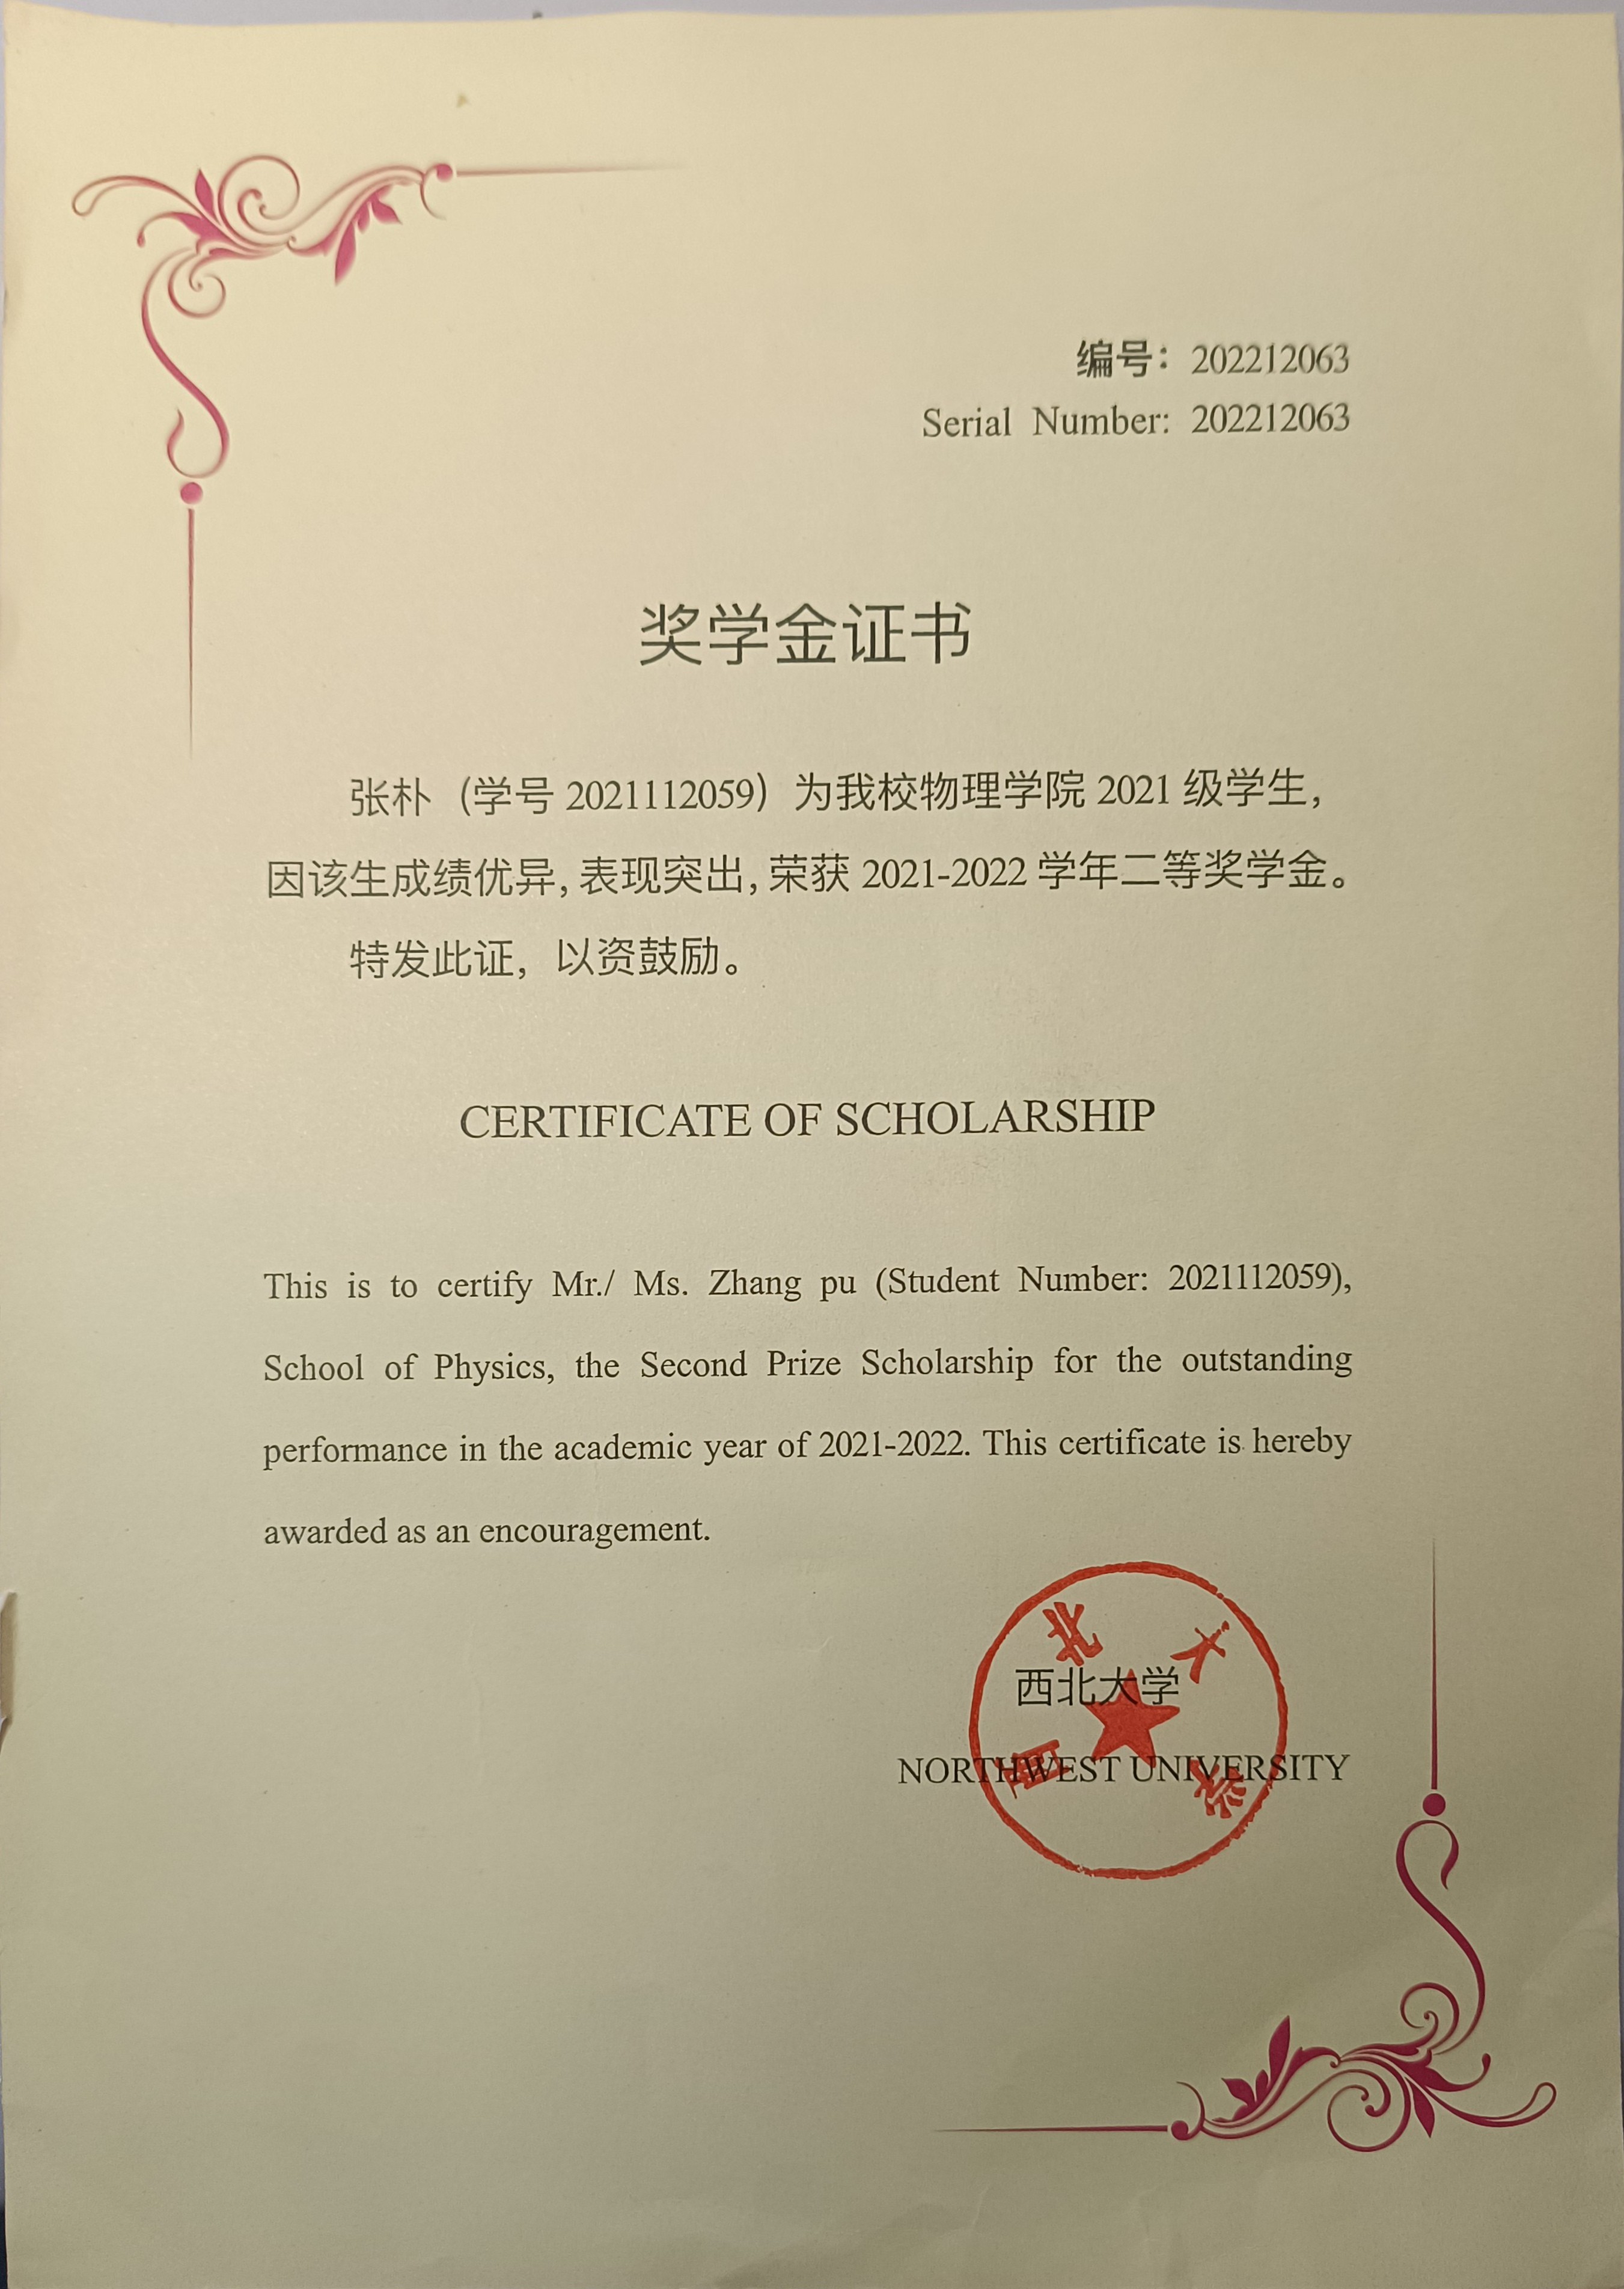 编号：202212063
Serial Number: 202212063
奖学金证书
张朴（学号 2021112059）为我校物理学院 2021 级学生，
因该生成绩优异，表现突出，荣获 2021-2022 学年二等奖学金。
特发此证，以资鼓励。
CERTIFICATE OF SCHOLARSHIP
This is to certify Mr./ Ms. Zhang pu (Student Number: 2021112059),
School of Physics, the Second Prize Scholarship for the outstanding
performance in the academic year of 2021-2022. This certificate is hereby
awarded as an encouragement.
西北大学
西北大学
NORTHWEST UNIVERSITY